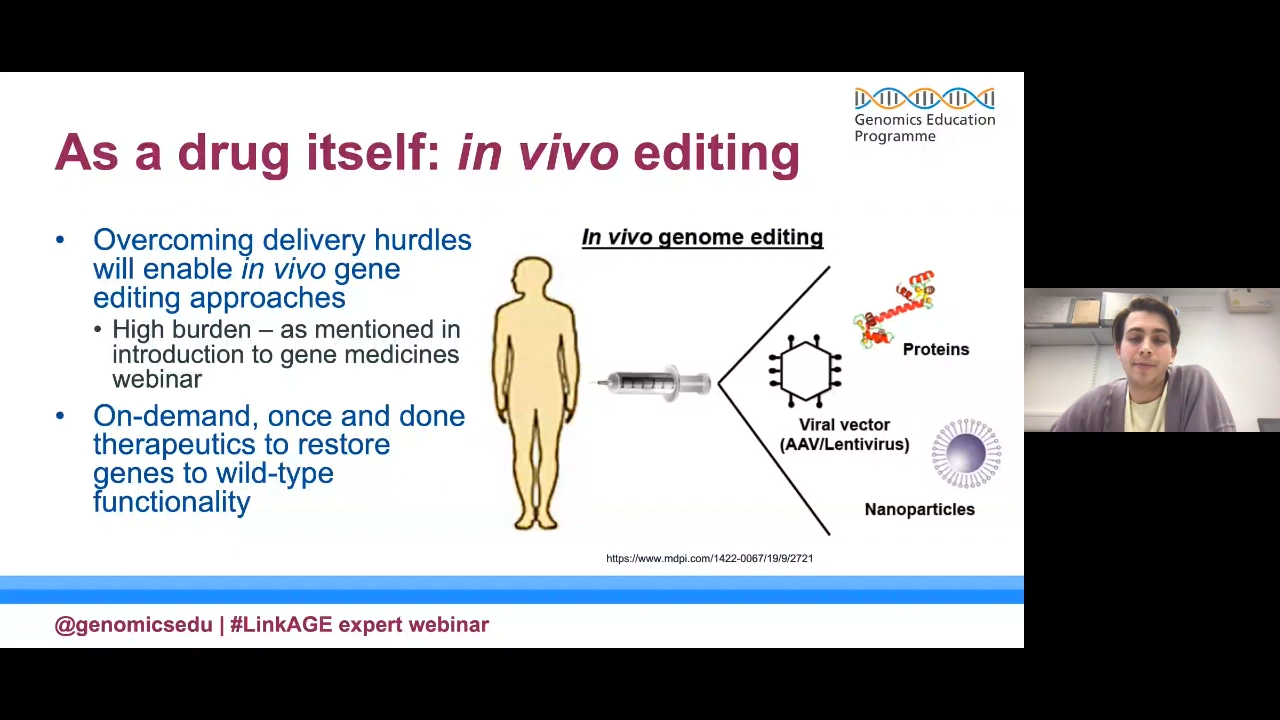 Genomics Education
Programme
As a drug itself: in vivo editing
• Overcoming delivery hurdles
will enable in vivo gene
editing approaches
• High burden – as mentioned in
introduction to gene medicines
webinar
• On-demand, once and done
therapeutics to restore
genes to wild-type
functionality
In vivo genome editing
Proteins
Viral vector
(AAV/Lentivirus)
Nanoparticles
https://www.mdpi.com/1422-0067/19/9/2721
@genomicsedu | #LinkAGE expert webinar